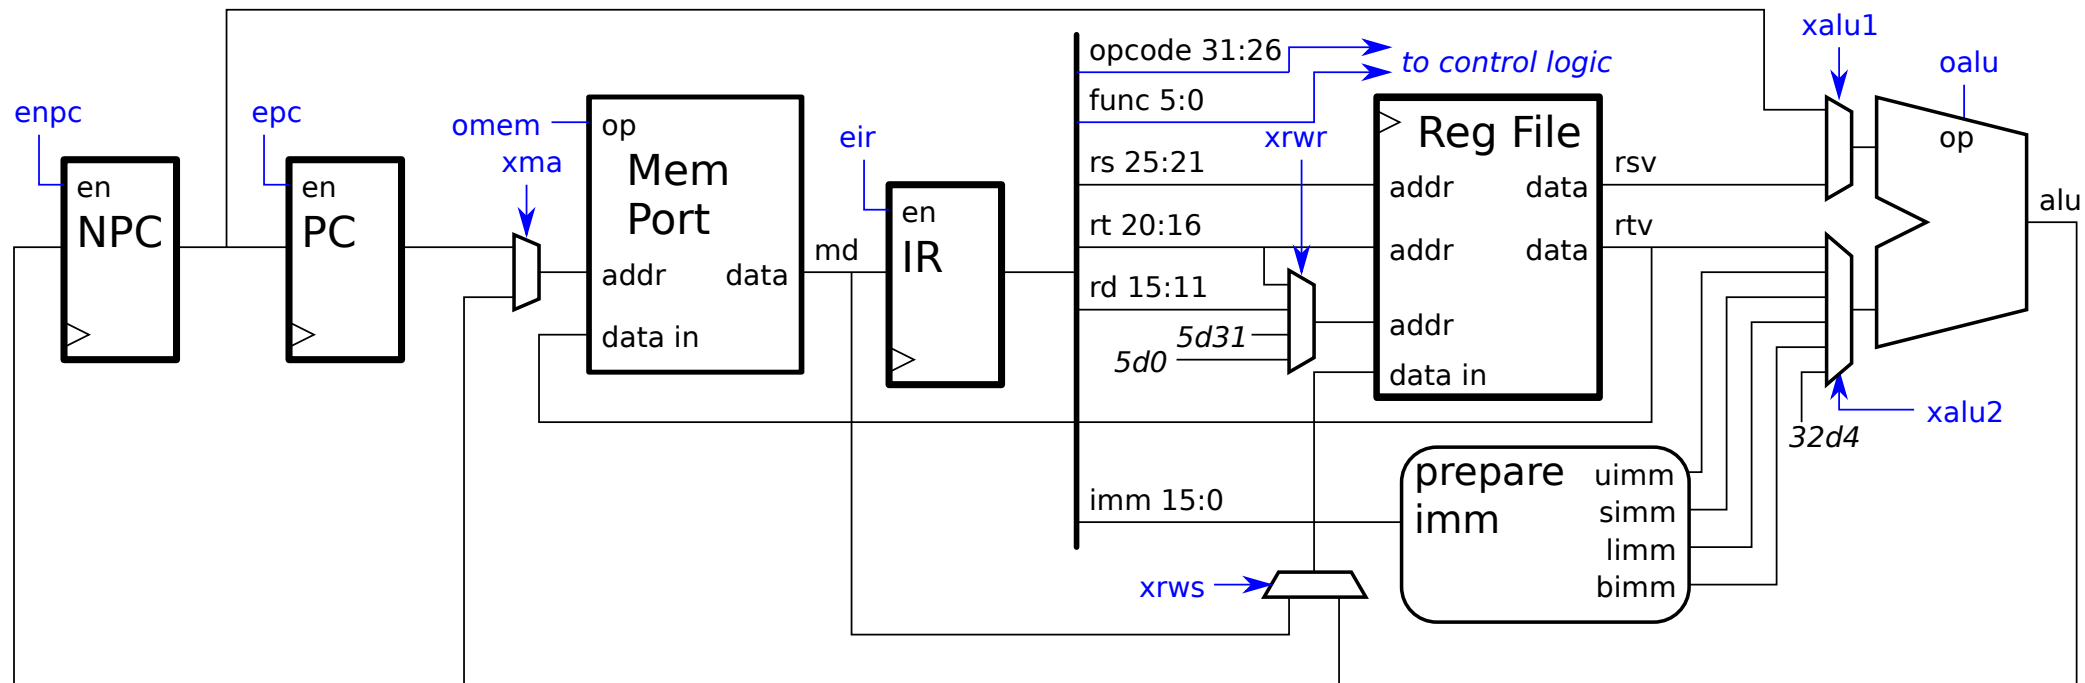 enpc
en
NPC
epc
en
PC
omem
xma
op
Mem
Port
addr
data
data in
md
eir
en
IR
opcode 31:26
to control logic
func 5:0
rs 25:21
rt 20:16
rd 15:11
5d31
5d0
imm 15:0
xrwr
Reg File
addr
data
addr
data
addr
data in
rsv
rtv
xrws
prepare
imm
uimm
simm
limm
bimm
xalu1
oalu
op
alu
xalu2
32d4